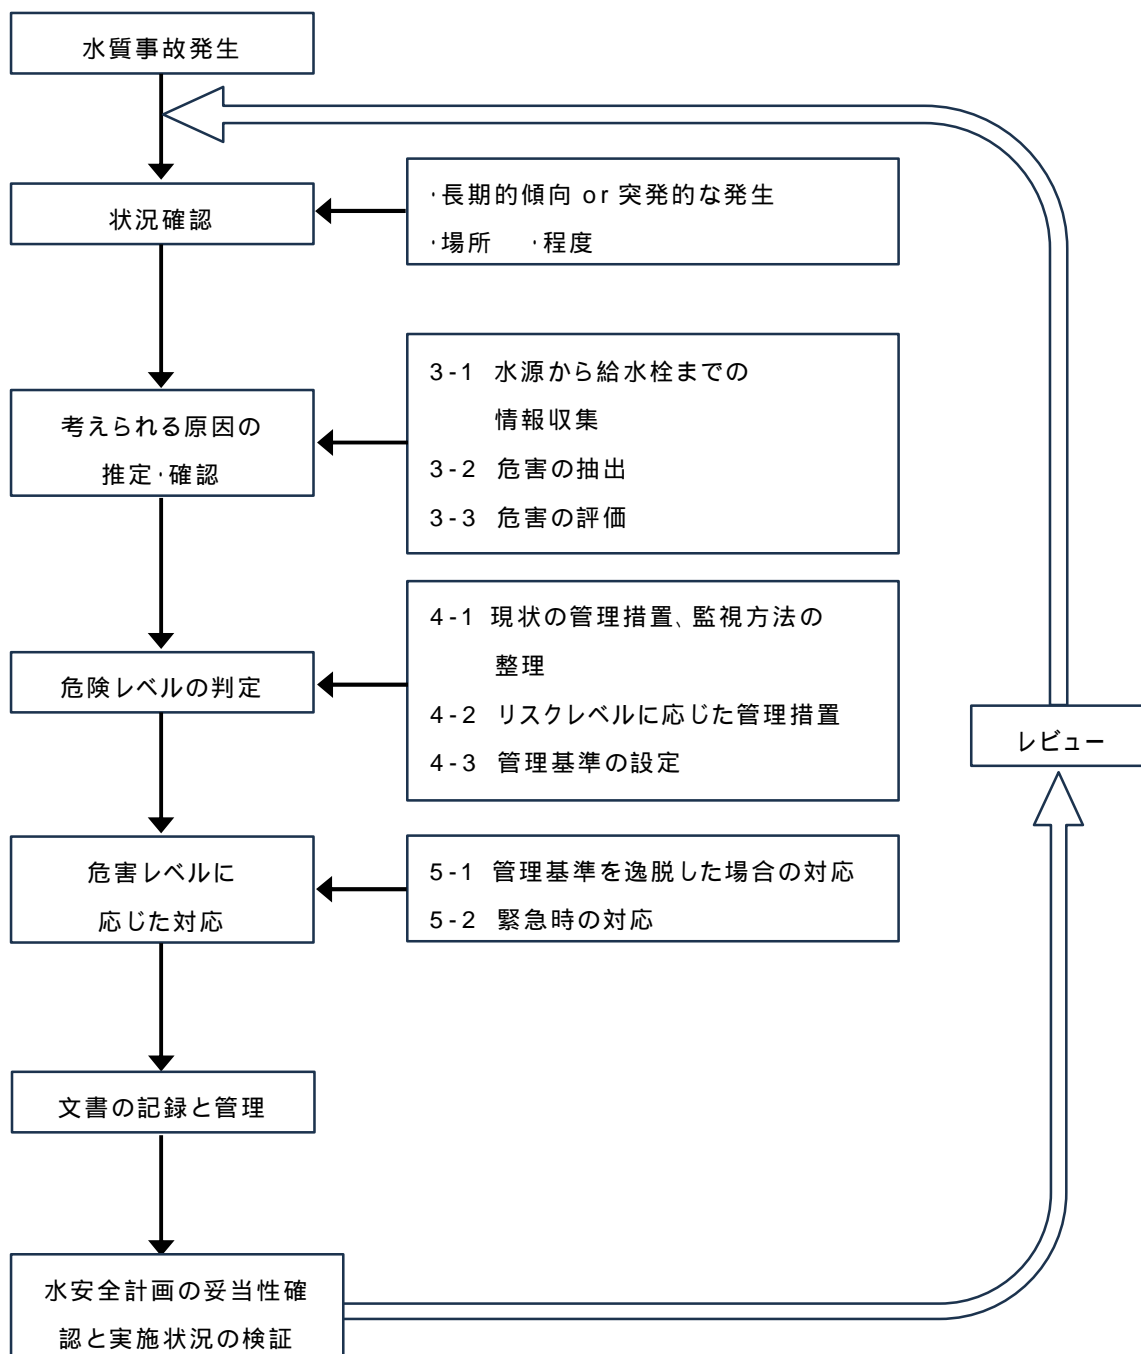 水質事故発生
状況確認
・長期的傾向 or 突発的な発生
・場所　・程度
考えられる原因の
推定・確認
3-1 水源から給水栓までの
情報収集
3-2 危害の抽出
3-3 危害の評価
危険レベルの判定
4-1 現状の管理措置、監視方法の
整理
4-2 リスクレベルに応じた管理措置
4-3 管理基準の設定
レビュー
危害レベルに
応じた対応
5-1 管理基準を逸脱した場合の対応
5-2 緊急時の対応
文書の記録と管理
水安全計画の妥当性確
認と実施状況の検証